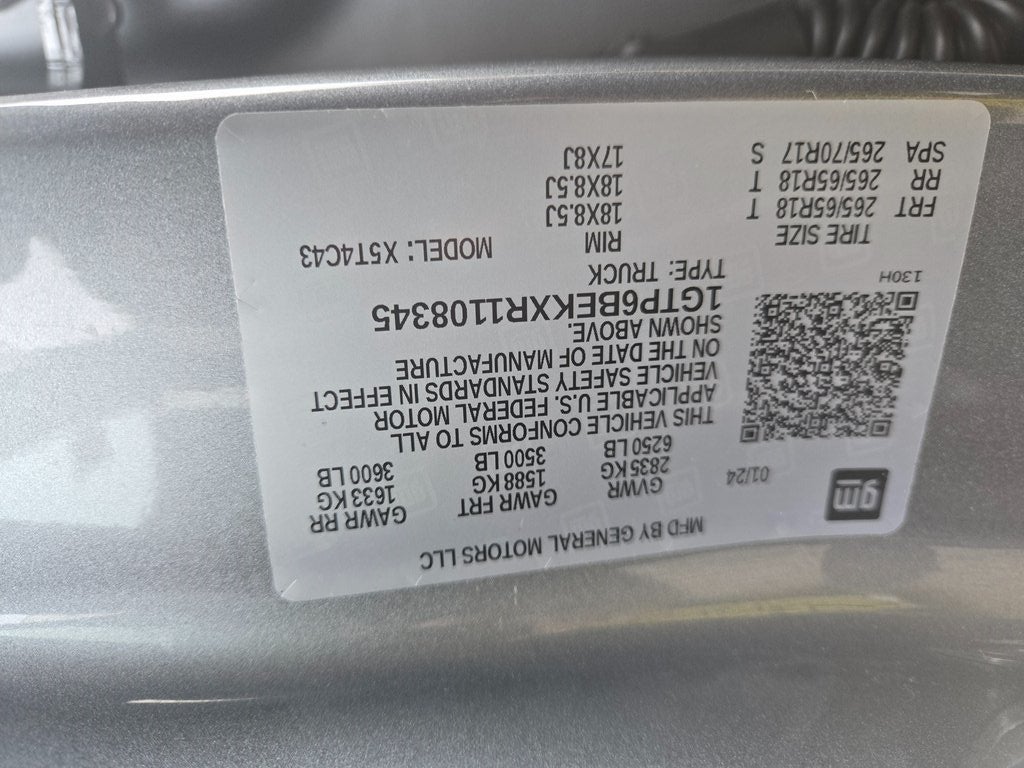 MFD BY GENERAL MOTORS LLC
gm
01/24
GVWR GAWR FRT GAWR RR
2835 KG 1588 KG 1633 KG
6250 LB 3500 LB 3600 LB
THIS VEHICLE CONFORMS TO ALL
APPLICABLE U.S. FEDERAL MOTOR
VEHICLE SAFETY STANDARDS IN EFFECT
ON THE DATE OF MANUFACTURE
SHOWN ABOVE.
1GTP6BEKXR1108345
TYPE: TRUCK
130H
TIRE SIZE RIM MODEL: X5T4C43
FRT 265/65R18 T 18X8.5J
RR 265/65R18 T 18X8.5J
SPA 265/70R17 S 17X8J